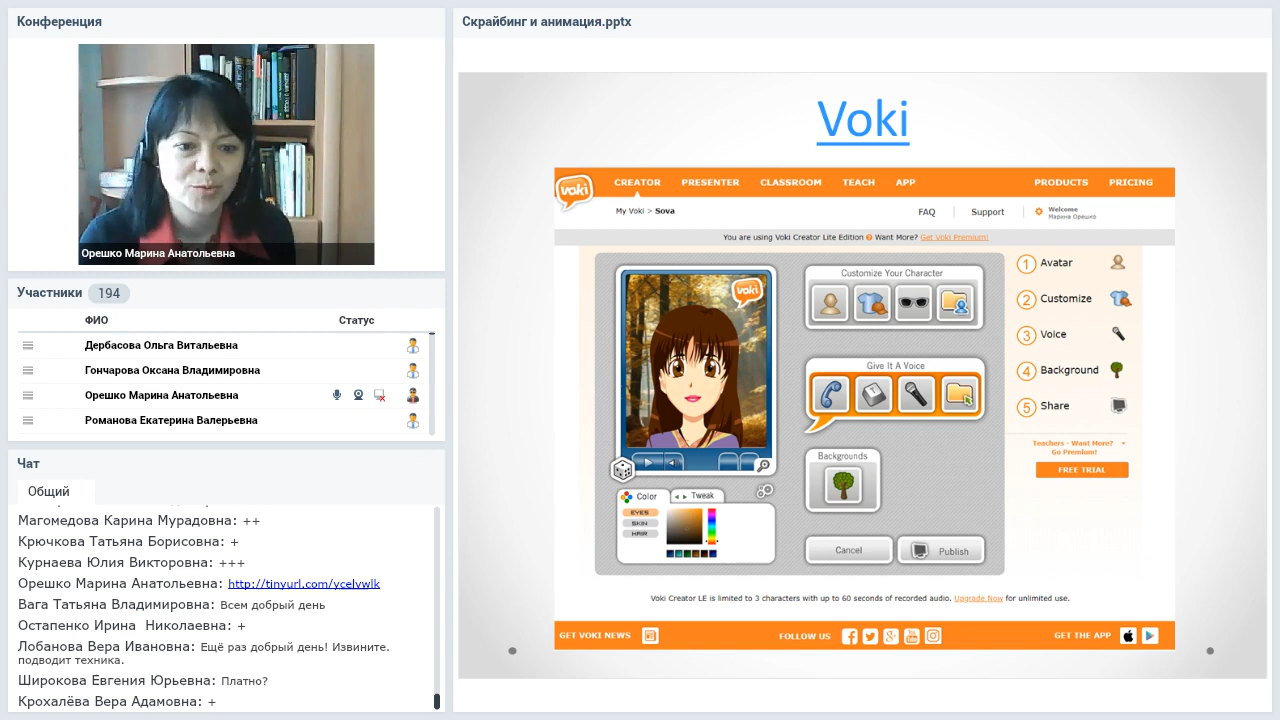 Конференция
Орешко Марина Анатольевна
Участники 194
ФИО Статус
Дербасова Ольга Витальевна
Гончарова Оксана Владимировна
Орешко Марина Анатольевна
Романова Екатерина Валерьевна
Чат
Общий
Магомедова Карина Мурадовна: ++
Крючкова Татьяна Борисовна: +
Курнаева Юлия Викторовна: +++
Орешко Марина Анатольевна: http://tinyurl.com/ycelvwlk
Вага Татьяна Владимировна: Всем добрый день
Остапенко Ирина Николаевна: +
Лобанова Вера Ивановна: Ещё раз добрый день! Извините.
подводит техника.
Широкова Евгения Юрьевна: Платно?
Крохалёва Вера Адамовна: +
Скрайбинг и анимация.pptx
Voki
voki
CREATOR PRESENTER CLASSROOM TEACH APP PRODUCTS PRICING
My Voki > Sova
FAQ Support Welcome
Марина Орешко
You are using Voki Creator Lite Edition Want More? Get Voki Premium!
voki
Customize Your Character
Give It A Voice
Backgrounds
Color Tweak
EYES
SKIN
HAIR
Cancel Publish
1 Avatar
2 Customize
3 Voice
4 Background
5 Share
Teachers - Want More?
Go Premium!
FREE TRIAL
Voki Creator LE is limited to 3 characters with up to 60 seconds of recorded audio. Upgrade Now for unlimited use.
GET VOKI NEWS FOLLOW US GET THE APP